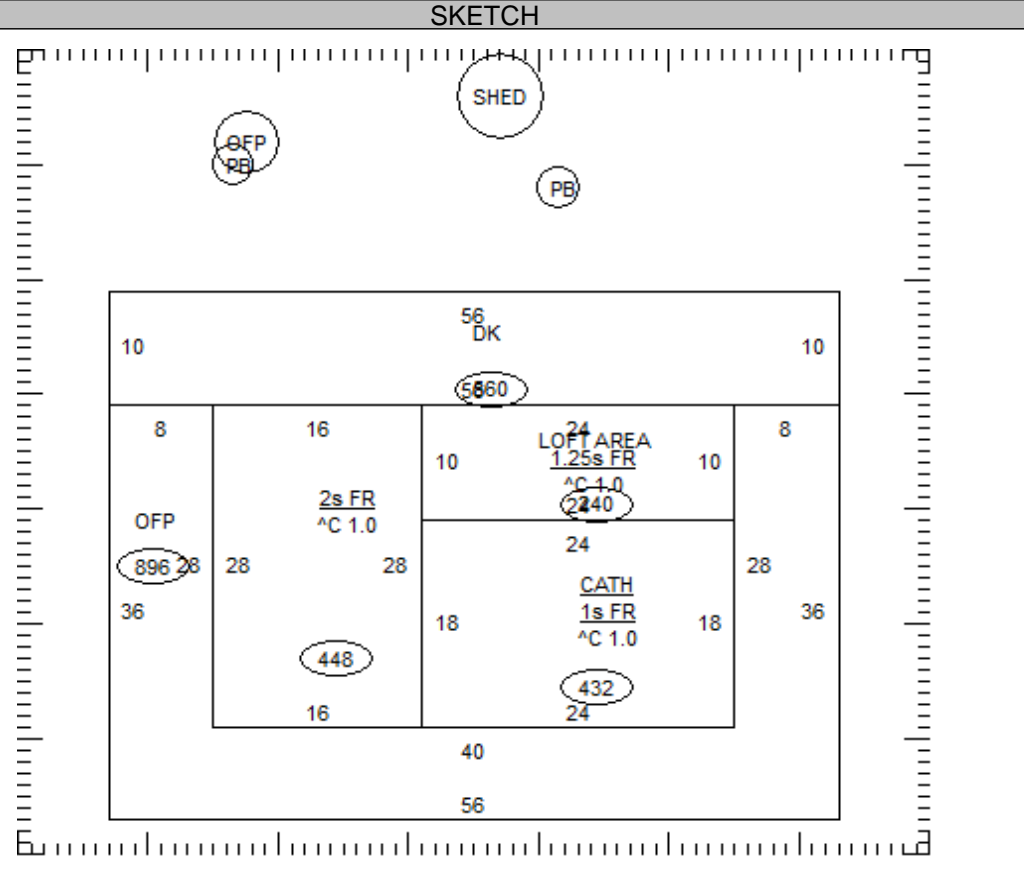 SKETCH
SHED
OFP
PB
PB
56
DK
10 10
56 560
8 16 24 8
LOFT AREA
10 1.25s FR 10
^C 1.0
24 240
2s FR
^C 1.0
OFP
24
896 28 28 28 28
CATH
36 1s FR 36
18 18
^C 1.0
448
432
16 24
40
56